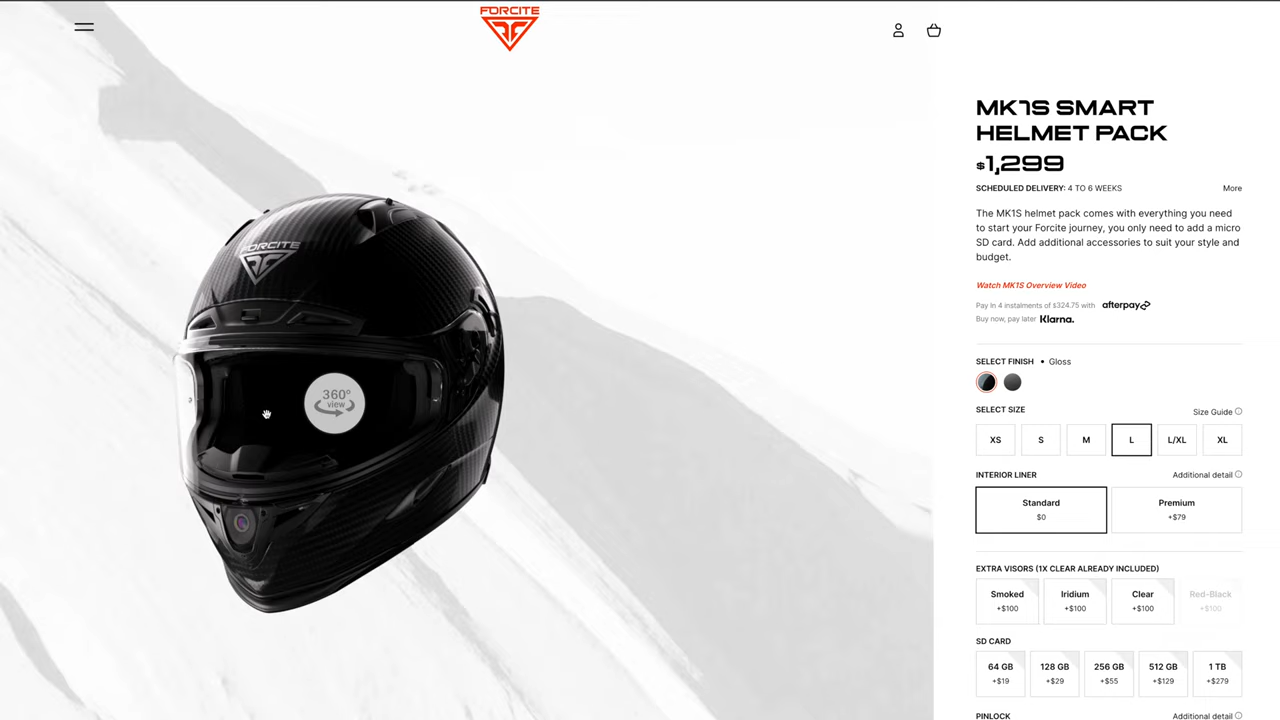 FORCITE
MK1S SMART
HELMET PACK
$1,299
SCHEDULED DELIVERY: 4 TO 6 WEEKS More
The MK1S helmet pack comes with everything you need
to start your Forcite journey, you only need to add a micro
SD card. Add additional accessories to suit your style and
budget.
Watch MK1S Overview Video
Pay in 4 instalments of $324.75 with afterpay
Buy now, pay later Klarna.
SELECT FINISH • Gloss
SELECT SIZE Size Guide
XS S M L L/XL XL
INTERIOR LINER Additional detail
Standard Premium
$0 +$79
EXTRA VISORS (1X CLEAR ALREADY INCLUDED)
Smoked Iridium Clear Red-Black
+$100 +$100 +$100 +$100
SD CARD
64 GB 128 GB 256 GB 512 GB 1 TB
+$19 +$29 +$55 +$129 +$279
PINLOCK Additional detail
FORCITE
360°
view